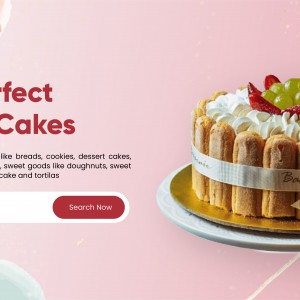 rfect
Cakes
like breads, cookies, dessert cakes,
, sweet goods like doughnuts, sweet
cake and tortilas
Search Now